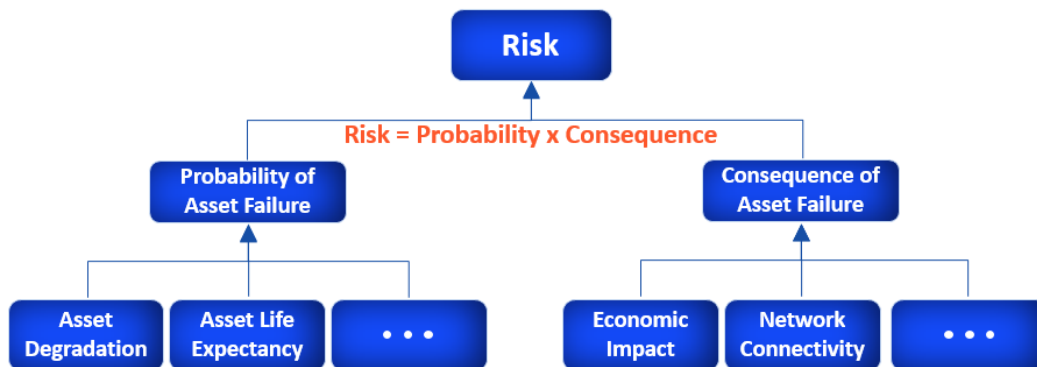 Risk
Risk = Probability x Consequence
Probability of
Asset Failure
Consequence of
Asset Failure
Asset
Degradation
Asset Life
Expectancy
• • •
Economic
Impact
Network
Connectivity
• • •